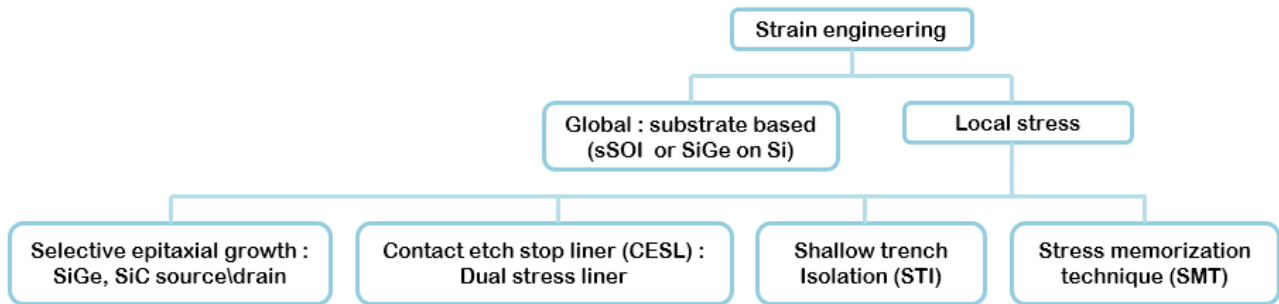 Strain engineering
Global : substrate based
(sSOI or SiGe on Si)
Local stress
Selective epitaxial growth :
SiGe, SiC source\drain
Contact etch stop liner (CESL) :
Dual stress liner
Shallow trench
Isolation (STI)
Stress memorization
technique (SMT)